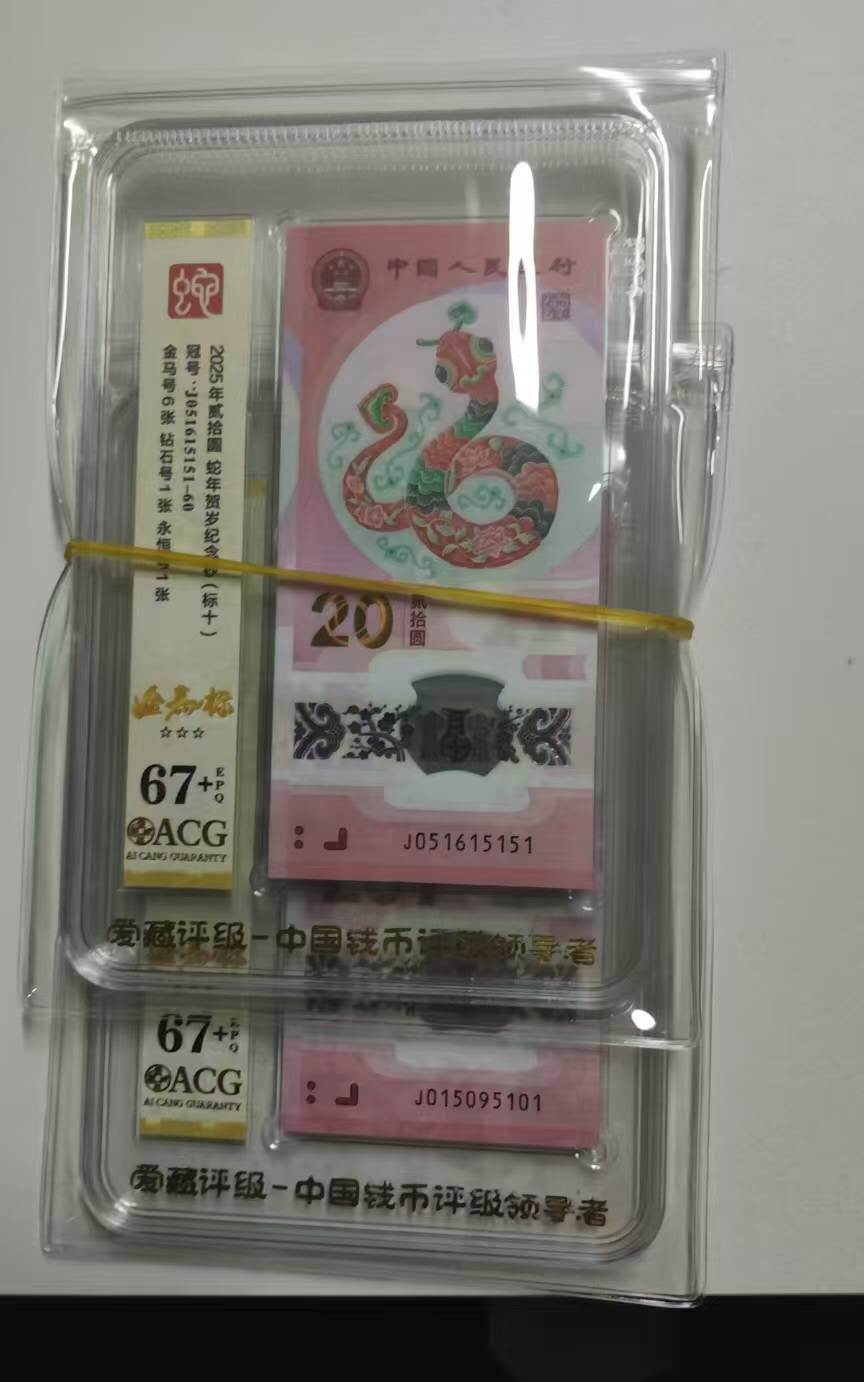 蛇
2025年贰拾圆 蛇年贺岁纪念
(标十)
冠号:J051615151-60
金马号6张 钻石号1张 永恒
1张
金马标
☆☆☆
67+EPQ
ACG
AI CANG GUARANTY
中国人民
行
20
贰拾圆
J051615151
爱藏评级-中国钱币评级领导者
67+EPQ
ACG
AI CANG GUARANTY
J015095101
爱藏评级-中国钱币评级领导者